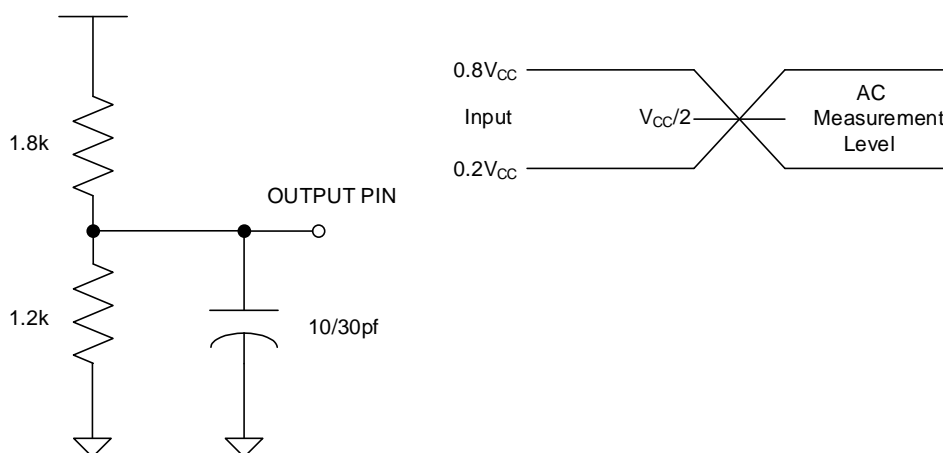 1.8k
OUTPUT PIN
1.2k
10/30pf
0.8VCC
Input
VCC/2
0.2VCC
AC
Measurement
Level